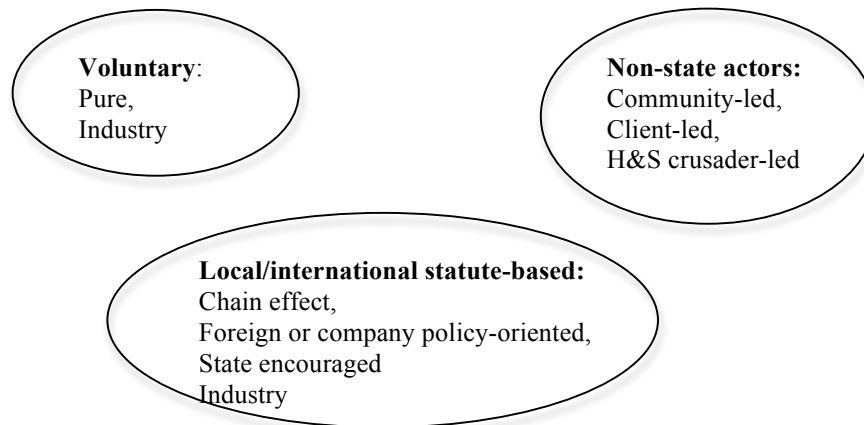 Voluntary:
Pure,
Industry
Non-state actors:
Community-led,
Client-led,
H&S crusader-led
Local/international statute-based:
Chain effect,
Foreign or company policy-oriented,
State encouraged
Industry